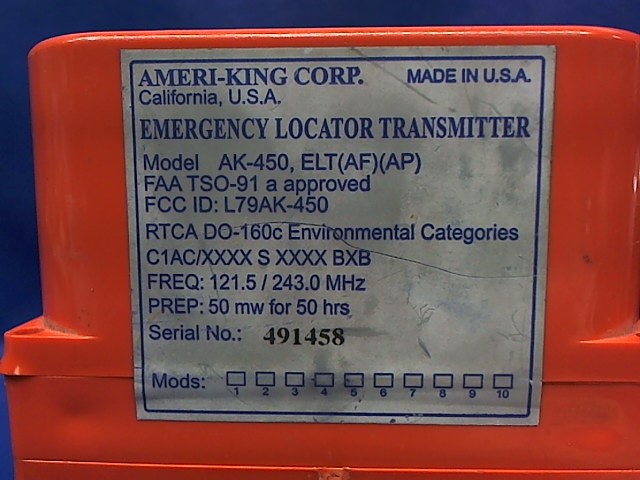 AMERI-KING CORP. MADE IN U.S.A.
California, U.S.A.
EMERGENCY LOCATOR TRANSMITTER
Model AK-450, ELT(AF)(AP)
FAA TSO-91 a approved
FCC ID: L79AK-450
RTCA DO-160c Environmental Categories
C1AC/XXXX S XXXX BXB
FREQ: 121.5 / 243.0 MHz
PREP: 50 mw for 50 hrs
Serial No.: 491458
Mods:
1 2 3 4 5 6 7 8 9 10